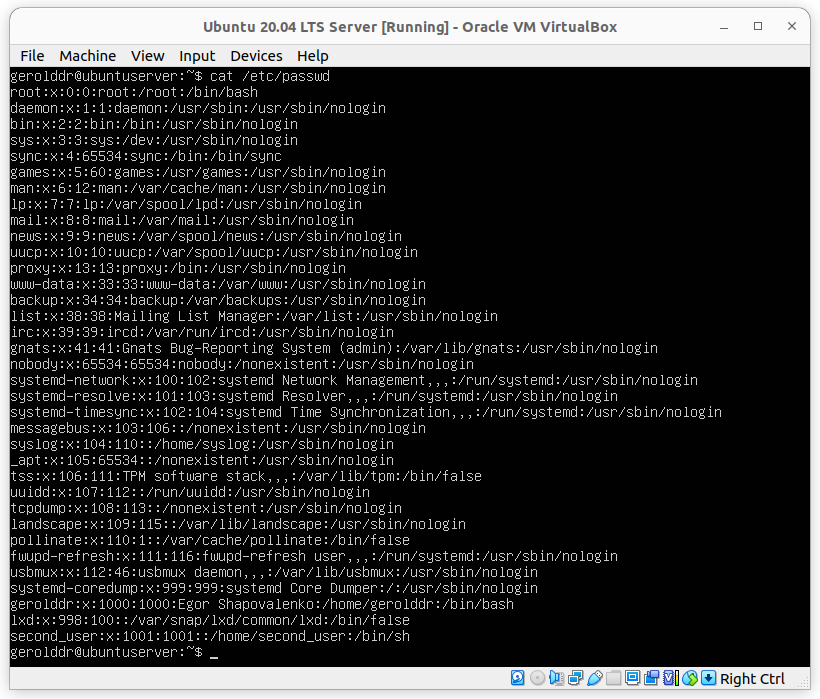 Ubuntu 20.04 LTS Server [Running] - Oracle VM VirtualBox
File Machine View Input Devices Help
gerolddr@ubuntuserver:~$ cat /etc/passwd
root:x:0:0:root:/root:/bin/bash
daemon:x:1:1:daemon:/usr/sbin:/usr/sbin/nologin
bin:x:2:2:bin:/bin:/usr/sbin/nologin
sys:x:3:3:sys:/dev:/usr/sbin/nologin
sync:x:4:65534:sync:/bin:/bin/sync
games:x:5:60:games:/usr/games:/usr/sbin/nologin
man:x:6:12:man:/var/cache/man:/usr/sbin/nologin
lp:x:7:7:lp:/var/spool/lpd:/usr/sbin/nologin
mail:x:8:8:mail:/var/mail:/usr/sbin/nologin
news:x:9:9:news:/var/spool/news:/usr/sbin/nologin
uucp:x:10:10:uucp:/var/spool/uucp:/usr/sbin/nologin
proxy:x:13:13:proxy:/bin:/usr/sbin/nologin
www-data:x:33:33:www-data:/var/www:/usr/sbin/nologin
backup:x:34:34:backup:/var/backups:/usr/sbin/nologin
list:x:38:38:Mailing List Manager:/var/list:/usr/sbin/nologin
irc:x:39:39:ircd:/var/run/ircd:/usr/sbin/nologin
gnats:x:41:41:Gnats Bug-Reporting System (admin):/var/lib/gnats:/usr/sbin/nologin
nobody:x:65534:65534:nobody:/nonexistent:/usr/sbin/nologin
systemd-network:x:100:102:systemd Network Management,,,:/run/systemd:/usr/sbin/nologin
systemd-resolve:x:101:103:systemd Resolver,,,:/run/systemd:/usr/sbin/nologin
systemd-timesync:x:102:104:systemd Time Synchronization,,,:/run/systemd:/usr/sbin/nologin
messagebus:x:103:106::/nonexistent:/usr/sbin/nologin
syslog:x:104:110::/home/syslog:/usr/sbin/nologin
_apt:x:105:65534::/nonexistent:/usr/sbin/nologin
tss:x:106:111:TPM software stack,,,:/var/lib/tpm:/bin/false
uuidd:x:107:112::/run/uuidd:/usr/sbin/nologin
tcpdump:x:108:113::/nonexistent:/usr/sbin/nologin
landscape:x:109:115::/var/lib/landscape:/usr/sbin/nologin
pollinate:x:110:1::/var/cache/pollinate:/bin/false
fwupd-refresh:x:111:116:fwupd-refresh user,,,:/run/systemd:/usr/sbin/nologin
usbmux:x:112:46:usbmux daemon,,,:/var/lib/usbmux:/usr/sbin/nologin
systemd-coredump:x:999:999:systemd Core Dumper:/:/usr/sbin/nologin
gerolddr:x:1000:1000:Egor Shapovalenko:/home/gerolddr:/bin/bash
lxd:x:998:100::/var/snap/lxd/common/lxd:/bin/false
second_user:x:1001:1001::/home/second_user:/bin/sh
gerolddr@ubuntuserver:~$ _
Right Ctrl